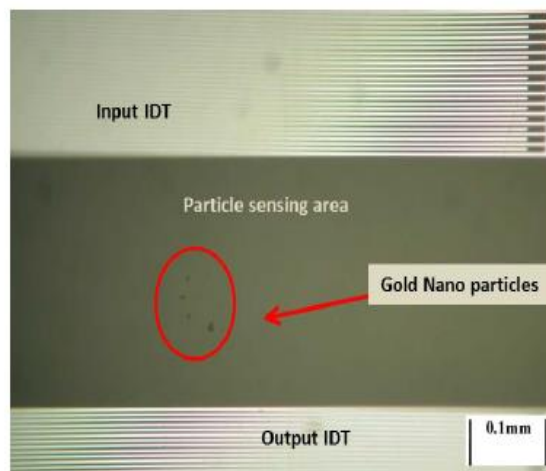 Input IDT
Particle sensing area
Gold Nano particles
Output IDT
0.1mm